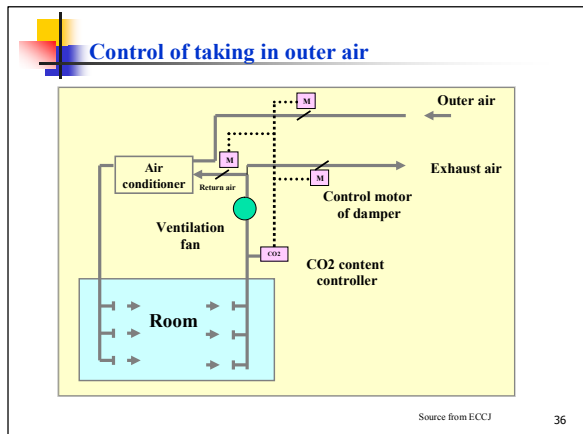 Control of taking in outer air
M
Outer air
M
Air
conditioner
Return air
Exhaust air
M
Control motor
of damper
Ventilation
fan
CO2
CO2 content
controller
Room
Source from ECCJ
36